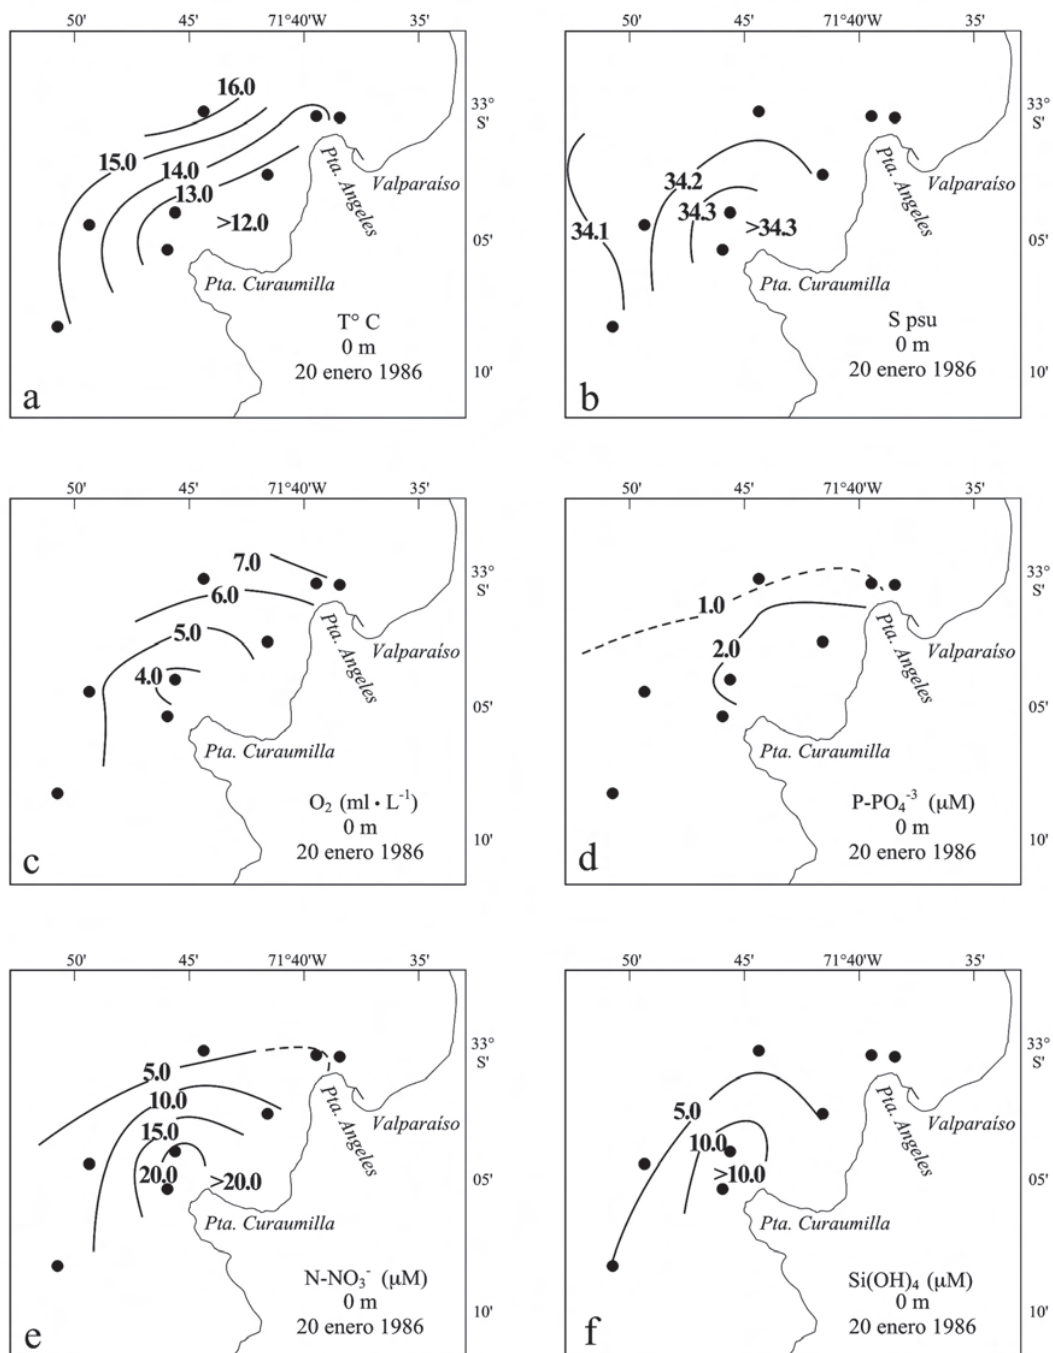 50' 45' 71°40'W 35'
16.0
33°
S'
15.0
14.0
13.0
>12.0
Pta. Angeles
Valparaíso
05'
Pta. Curaumilla
T° C
0 m
20 enero 1986
10'
a
50' 45' 71°40'W 35'
33°
S'
34.2
34.3
34.1
>34.3
Pta. Angeles
Valparaíso
05'
Pta. Curaumilla
S psu
0 m
20 enero 1986
10'
b
50' 45' 71°40'W 35'
7.0
33°
S'
6.0
5.0
4.0
Pta. Angeles
Valparaíso
05'
Pta. Curaumilla
O₂ (ml • L⁻¹)
0 m
20 enero 1986
10'
c
50' 45' 71°40'W 35'
33°
S'
1.0
2.0
Pta. Angeles
Valparaíso
05'
Pta. Curaumilla
P-PO₄⁻³ (μM)
0 m
20 enero 1986
10'
d
50' 45' 71°40'W 35'
33°
S'
5.0
10.0
15.0
20.0
>20.0
Pta. Angeles
Valparaíso
05'
Pta. Curaumilla
N-NO₃⁻ (μM)
0 m
20 enero 1986
10'
e
50' 45' 71°40'W 35'
33°
S'
5.0
10.0
>10.0
Pta. Angeles
Valparaíso
05'
Pta. Curaumilla
Si(OH)₄ (μM)
0 m
20 enero 1986
10'
f